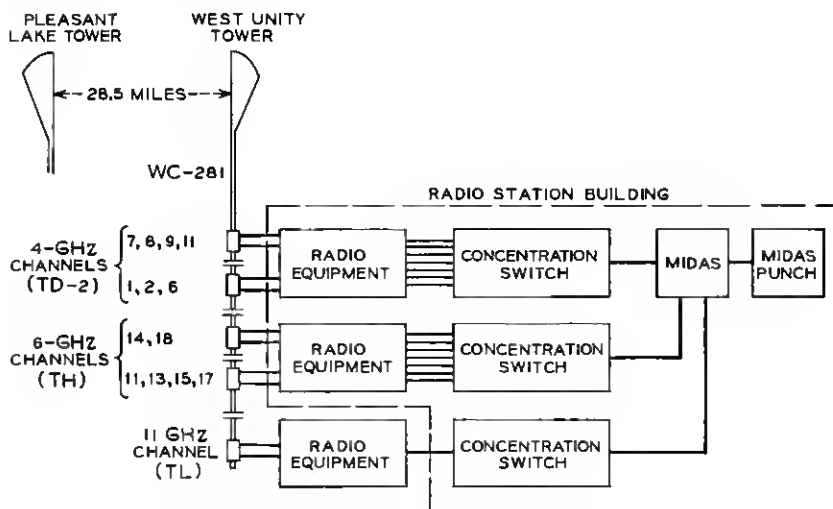 PLEASANT
LAKE TOWER
WEST UNITY
TOWER
28.5 MILES
WC-281
RADIO STATION BUILDING
4-GHZ
CHANNELS
(TD-2)
7, 8, 9, 11
1, 2, 6
RADIO
EQUIPMENT
CONCENTRATION
SWITCH
MIDAS
MIDAS
PUNCH
6-GHZ
CHANNELS
(TH)
14, 18
11, 13, 15, 17
RADIO
EQUIPMENT
CONCENTRATION
SWITCH
11 GHZ
CHANNEL
(TL)
RADIO
EQUIPMENT
CONCENTRATION
SWITCH